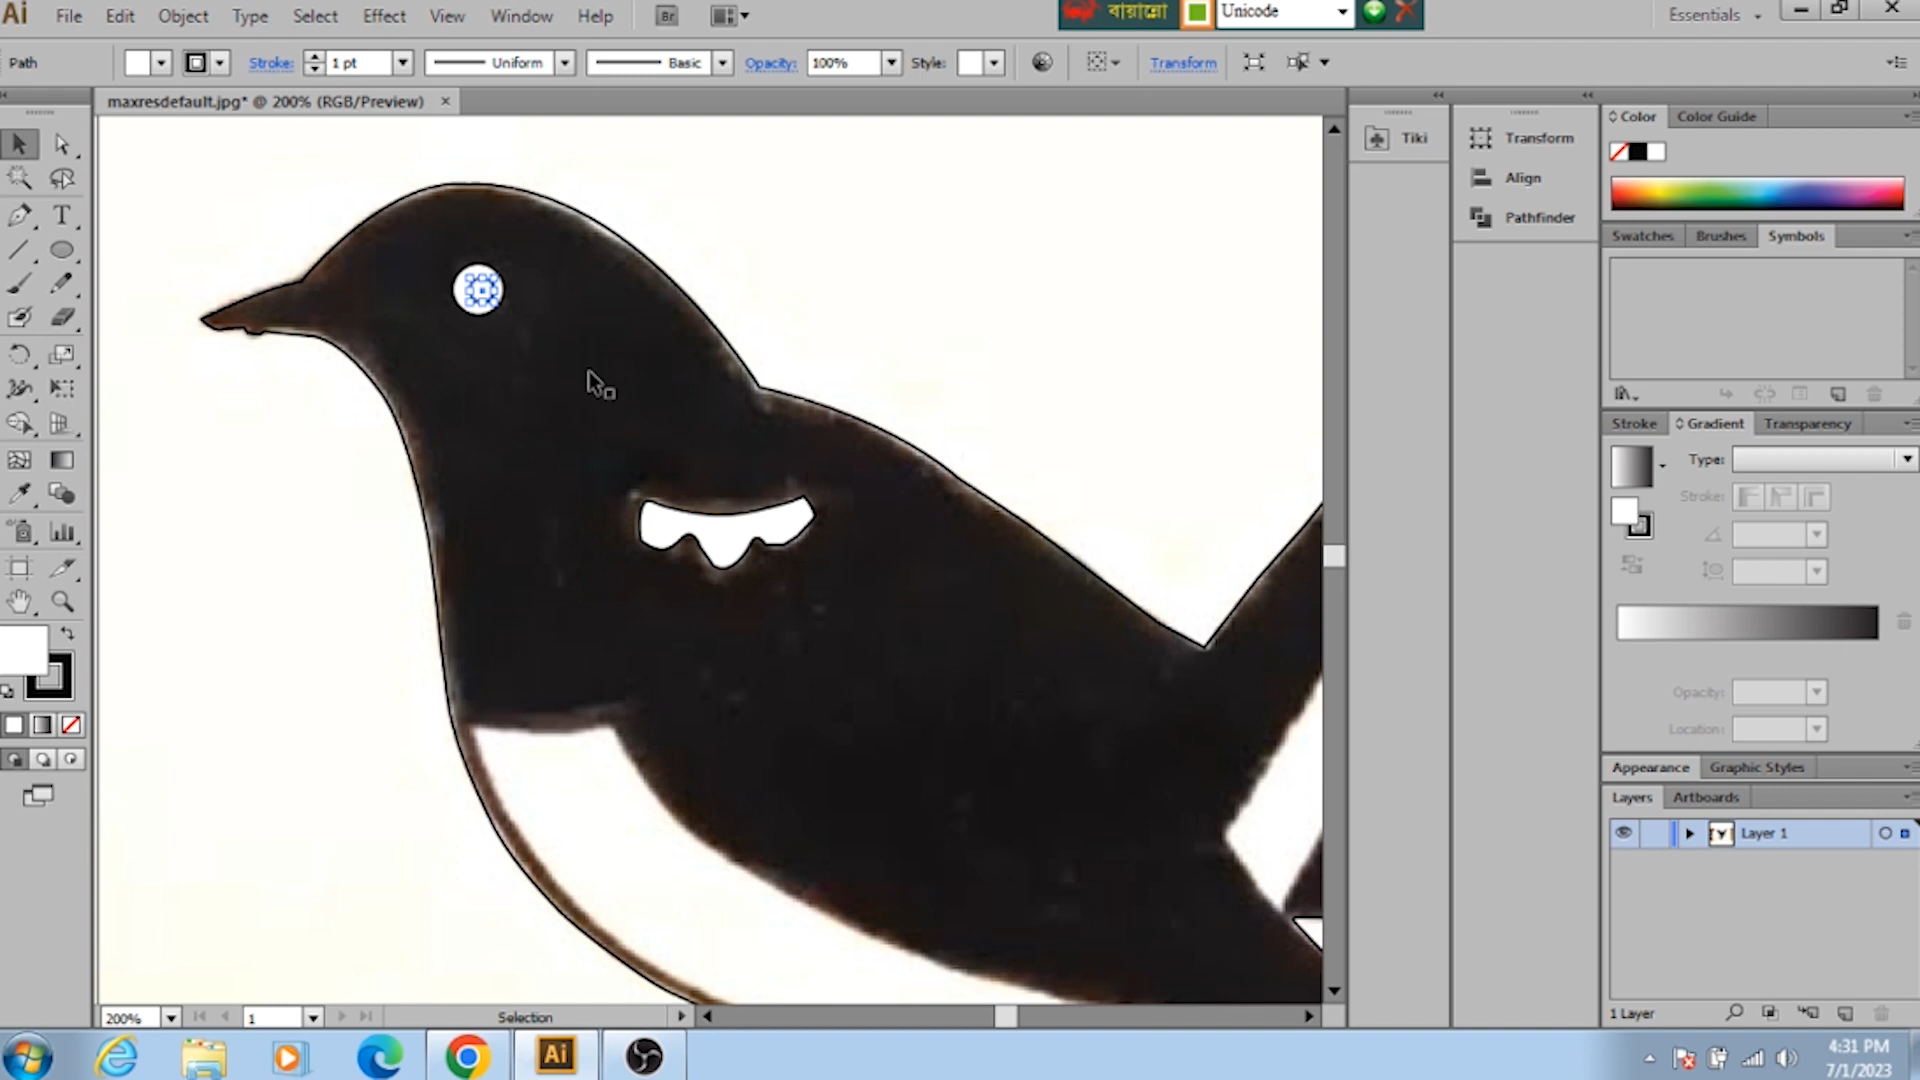 Ai File Edit Object Type Select Effect View Window Help Br বায়ান্নো Unicode Essentials
Path Stroke: 1 pt Uniform Basic Opacity: 100% Style: Transform
maxresdefault.jpg* @ 200% (RGB/Preview) ×
Tiki
Transform
Align
Pathfinder
Color Color Guide
Swatches Brushes Symbols
Stroke Gradient Transparency
Type:
Stroke:
Opacity:
Location:
Appearance Graphic Styles
Layers Artboards
Layer 1
1 Layer
200% 1 Selection
Ai
4:31 PM
7/1/2023